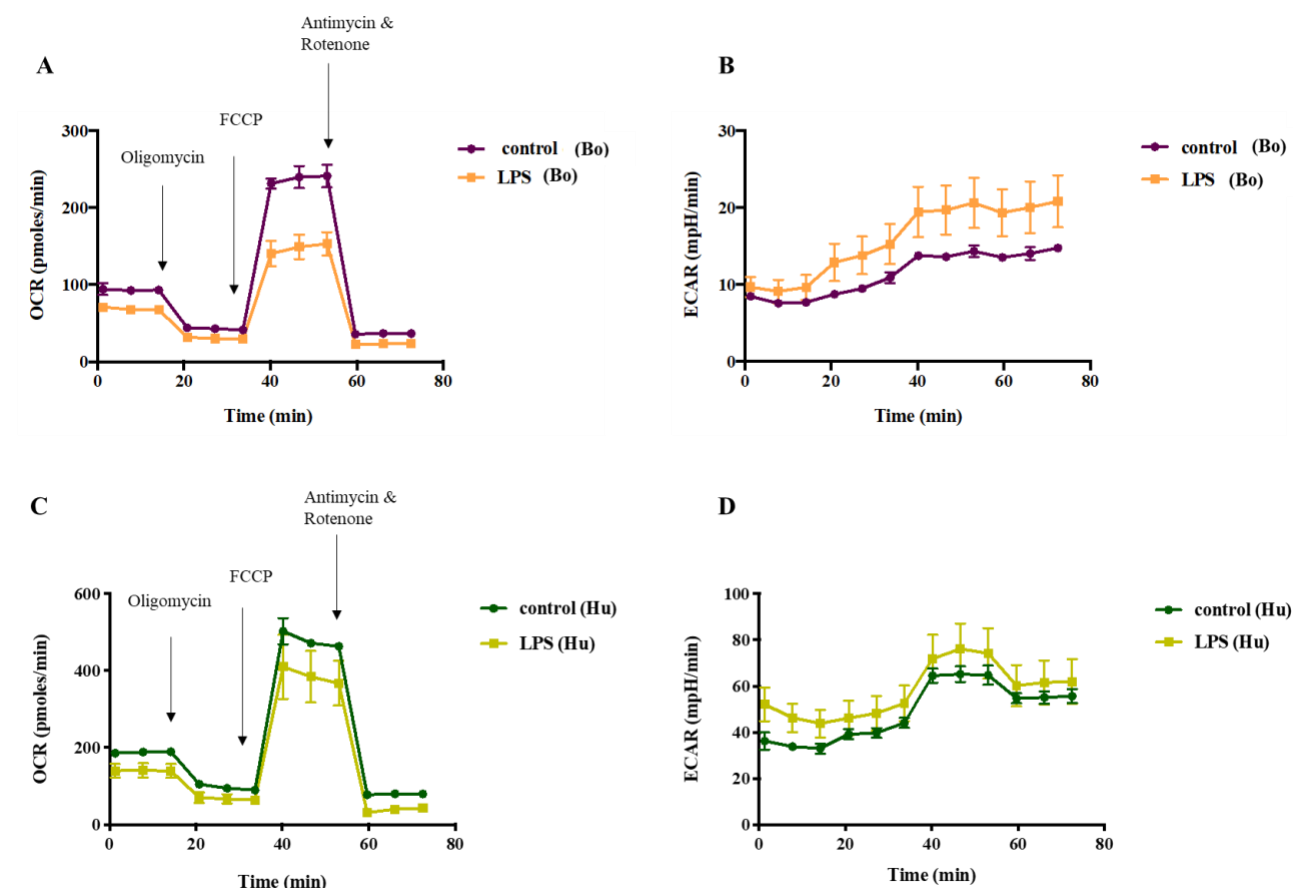 A
Antimycin &
Rotenone
FCCP
Oligomycin
300
200
100
0
OCR (pmoles/min)
0 20 40 60 80
Time (min)
control (Bo)
LPS (Bo)
B
30
20
10
0
ECAR (mpH/min)
0 20 40 60 80
Time (min)
control (Bo)
LPS (Bo)
C
Antimycin &
Rotenone
FCCP
Oligomycin
600
400
200
0
OCR (pmoles/min)
0 20 40 60 80
Time (min)
control (Hu)
LPS (Hu)
D
100
80
60
40
20
0
ECAR (mpH/min)
0 20 40 60 80
Time (min)
control (Hu)
LPS (Hu)